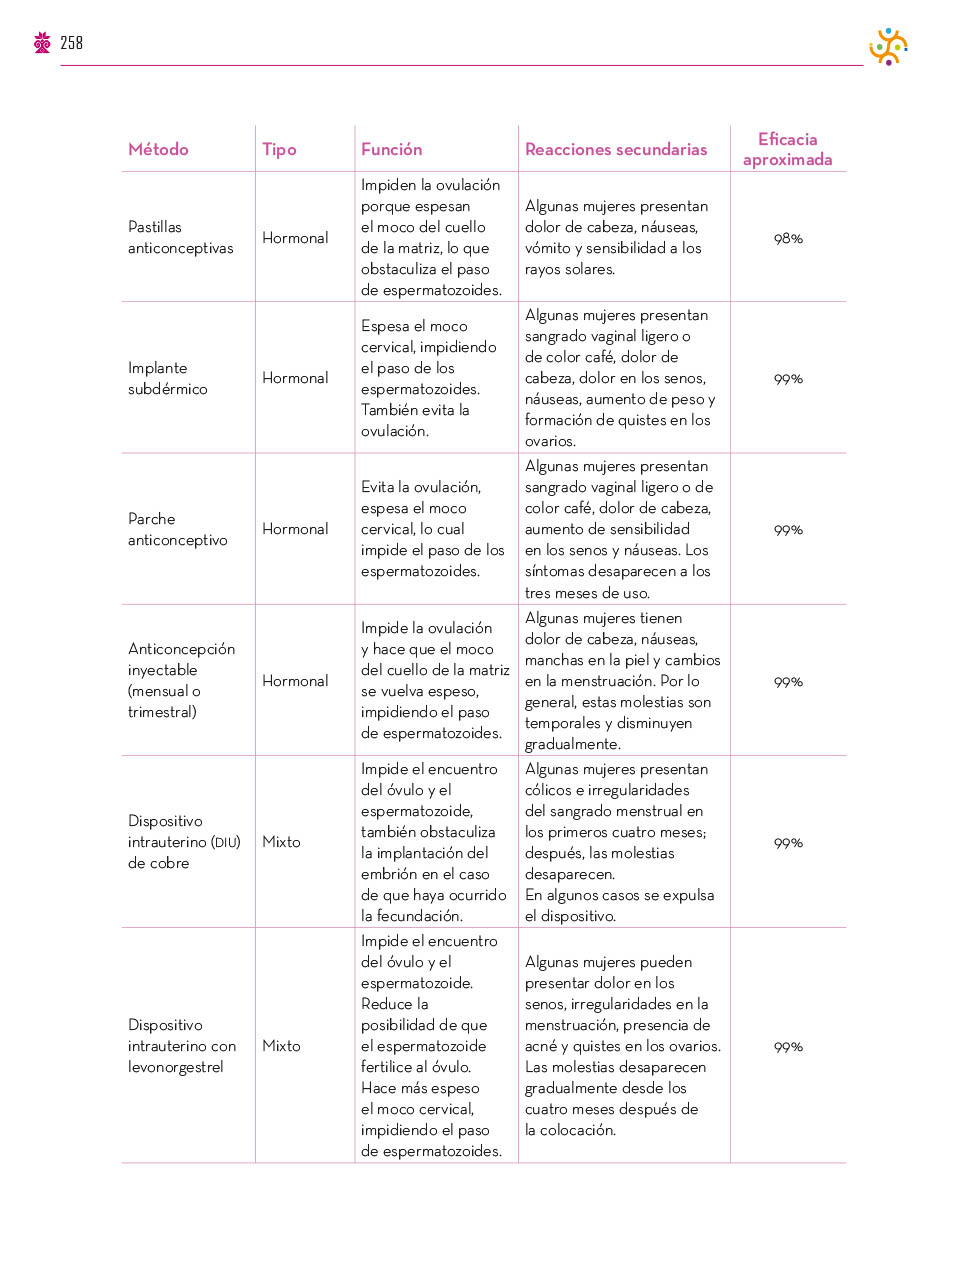 258
Método
Tipo
Función
Reacciones secundarias
Eficacia
aproximada
Pastillas
anticonceptivas
Hormonal
Impiden la ovulación
porque espesan
el moco del cuello
de la matriz, lo que
obstaculiza el paso
de espermatozoides.
Algunas mujeres presentan
dolor de cabeza, náuseas,
vómito y sensibilidad a los
rayos solares.
98%
Implante
subdérmico
Hormonal
Espesa el moco
cervical, impidiendo
el paso de los
espermatozoides.
También evita la
ovulación.
Algunas mujeres presentan
sangrado vaginal ligero o
de color café, dolor de
cabeza, dolor en los senos,
náuseas, aumento de peso y
formación de quistes en los
ovarios.
99%
Parche
anticonceptivo
Hormonal
Evita la ovulación,
espesa el moco
cervical, lo cual
impide el paso de los
espermatozoides.
Algunas mujeres presentan
sangrado vaginal ligero o de
color café, dolor de cabeza,
aumento de sensibilidad
en los senos y náuseas. Los
síntomas desaparecen a los
tres meses de uso.
99%
Anticoncepción
inyectable
(mensual o
trimestral)
Hormonal
Impide la ovulación
y hace que el moco
del cuello de la matriz
se vuelva espeso,
impidiendo el paso
de espermatozoides.
Algunas mujeres tienen
dolor de cabeza, náuseas,
manchas en la piel y cambios
en la menstruación. Por lo
general, estas molestias son
temporales y disminuyen
gradualmente.
99%
Dispositivo
intrauterino (DIU)
de cobre
Mixto
Impide el encuentro
del óvulo y el
espermatozoide,
también obstaculiza
la implantación del
embrión en el caso
de que haya ocurrido
la fecundación.
Algunas mujeres presentan
cólicos e irregularidades
del sangrado menstrual en
los primeros cuatro meses;
después, las molestias
desaparecen.
En algunos casos se expulsa
el dispositivo.
99%
Dispositivo
intrauterino con
levonorgestrel
Mixto
Impide el encuentro
del óvulo y el
espermatozoide.
Reduce la
posibilidad de que
el espermatozoide
fertilice al óvulo.
Hace más espeso
el moco cervical,
impidiendo el paso
de espermatozoides.
Algunas mujeres pueden
presentar dolor en los
senos, irregularidades en la
menstruación, presencia de
acné y quistes en los ovarios.
Las molestias desaparecen
gradualmente desde los
cuatro meses después de
la colocación.
99%